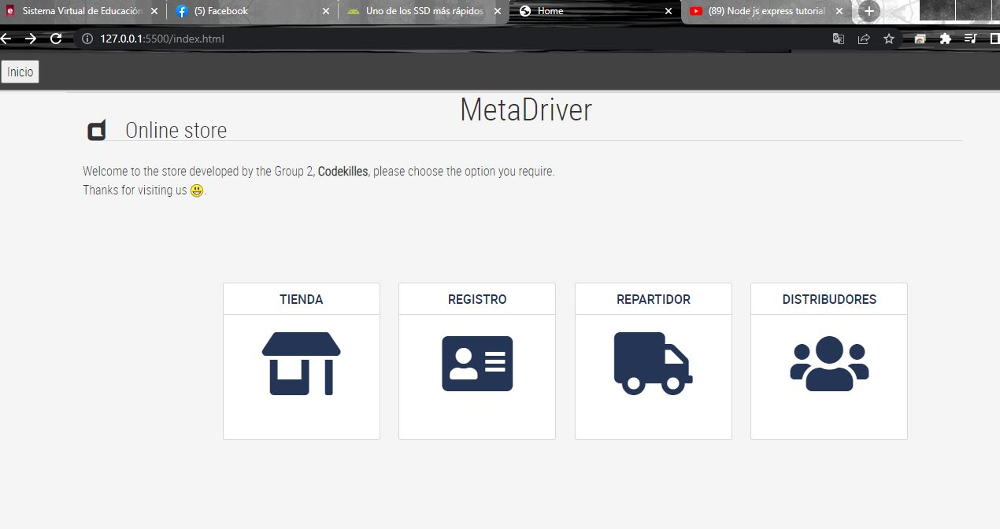 Sistema Virtual de Educación
(5) Facebook
Uno de los SSD más rápidos
Home
(89) Node js express tutorial
127.0.0.1:5500/index.html
Inicio
MetaDriver
Online store
Welcome to the store developed by the Group 2, Codekilles, please choose the option you require.
Thanks for visiting us 😃.
TIENDA
REGISTRO
REPARTIDOR
DISTRIBUDORES